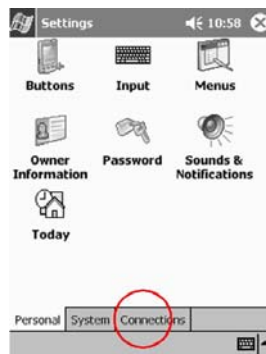 Settings 10:58
Buttons Input Menus
Owner Password Sounds &
Information Notifications
Today
Personal System Connections